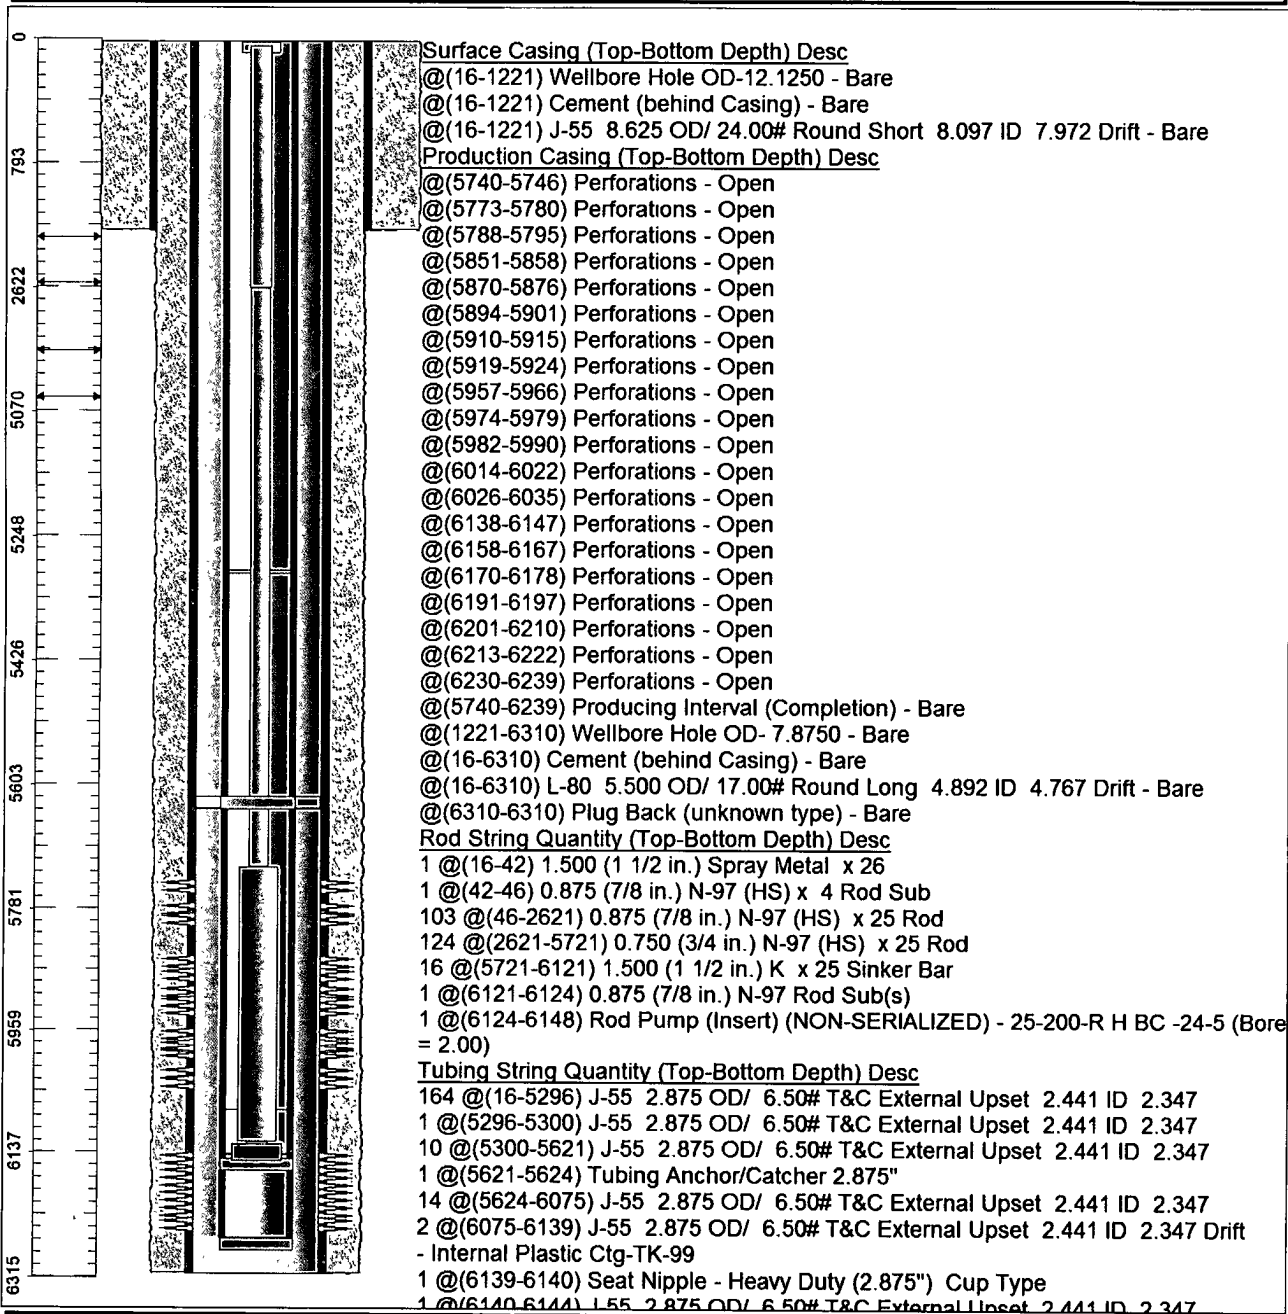 0
793
2622
5070
5248
5426
5603
5781
5959
6137
6315
Surface Casing (Top-Bottom Depth) Desc
@(16-1221) Wellbore Hole OD-12.1250 - Bare
@(16-1221) Cement (behind Casing) - Bare
@(16-1221) J-55 8.625 OD/ 24.00# Round Short 8.097 ID 7.972 Drift - Bare
Production Casing (Top-Bottom Depth) Desc
@(5740-5746) Perforations - Open
@(5773-5780) Perforations - Open
@(5788-5795) Perforations - Open
@(5851-5858) Perforations - Open
@(5870-5876) Perforations - Open
@(5894-5901) Perforations - Open
@(5910-5915) Perforations - Open
@(5919-5924) Perforations - Open
@(5957-5966) Perforations - Open
@(5974-5979) Perforations - Open
@(5982-5990) Perforations - Open
@(6014-6022) Perforations - Open
@(6026-6035) Perforations - Open
@(6138-6147) Perforations - Open
@(6158-6167) Perforations - Open
@(6170-6178) Perforations - Open
@(6191-6197) Perforations - Open
@(6201-6210) Perforations - Open
@(6213-6222) Perforations - Open
@(6230-6239) Perforations - Open
@(5740-6239) Producing Interval (Completion) - Bare
@(1221-6310) Wellbore Hole OD- 7.8750 - Bare
@(16-6310) Cement (behind Casing) - Bare
@(16-6310) L-80 5.500 OD/ 17.00# Round Long 4.892 ID 4.767 Drift - Bare
@(6310-6310) Plug Back (unknown type) - Bare
Rod String Quantity (Top-Bottom Depth) Desc
1 @(16-42) 1.500 (1 1/2 in.) Spray Metal x 26
1 @(42-46) 0.875 (7/8 in.) N-97 (HS) x 4 Rod Sub
103 @(46-2621) 0.875 (7/8 in.) N-97 (HS) x 25 Rod
124 @(2621-5721) 0.750 (3/4 in.) N-97 (HS) x 25 Rod
16 @(5721-6121) 1.500 (1 1/2 in.) K x 25 Sinker Bar
1 @(6121-6124) 0.875 (7/8 in.) N-97 Rod Sub(s)
1 @(6124-6148) Rod Pump (Insert) (NON-SERIALIZED) - 25-200-R H BC -24-5 (Bore
= 2.00)
Tubing String Quantity (Top-Bottom Depth) Desc
164 @(16-5296) J-55 2.875 OD/ 6.50# T&C External Upset 2.441 ID 2.347
1 @(5296-5300) J-55 2.875 OD/ 6.50# T&C External Upset 2.441 ID 2.347
10 @(5300-5621) J-55 2.875 OD/ 6.50# T&C External Upset 2.441 ID 2.347
1 @(5621-5624) Tubing Anchor/Catcher 2.875"
14 @(5624-6075) J-55 2.875 OD/ 6.50# T&C External Upset 2.441 ID 2.347
2 @(6075-6139) J-55 2.875 OD/ 6.50# T&C External Upset 2.441 ID 2.347 Drift
- Internal Plastic Ctg-TK-99
1 @(6139-6140) Seat Nipple - Heavy Duty (2.875") Cup Type
1 @(6140-6144) J-55 2.875 OD/ 6.50# T&C External Upset 2.441 ID 2.347